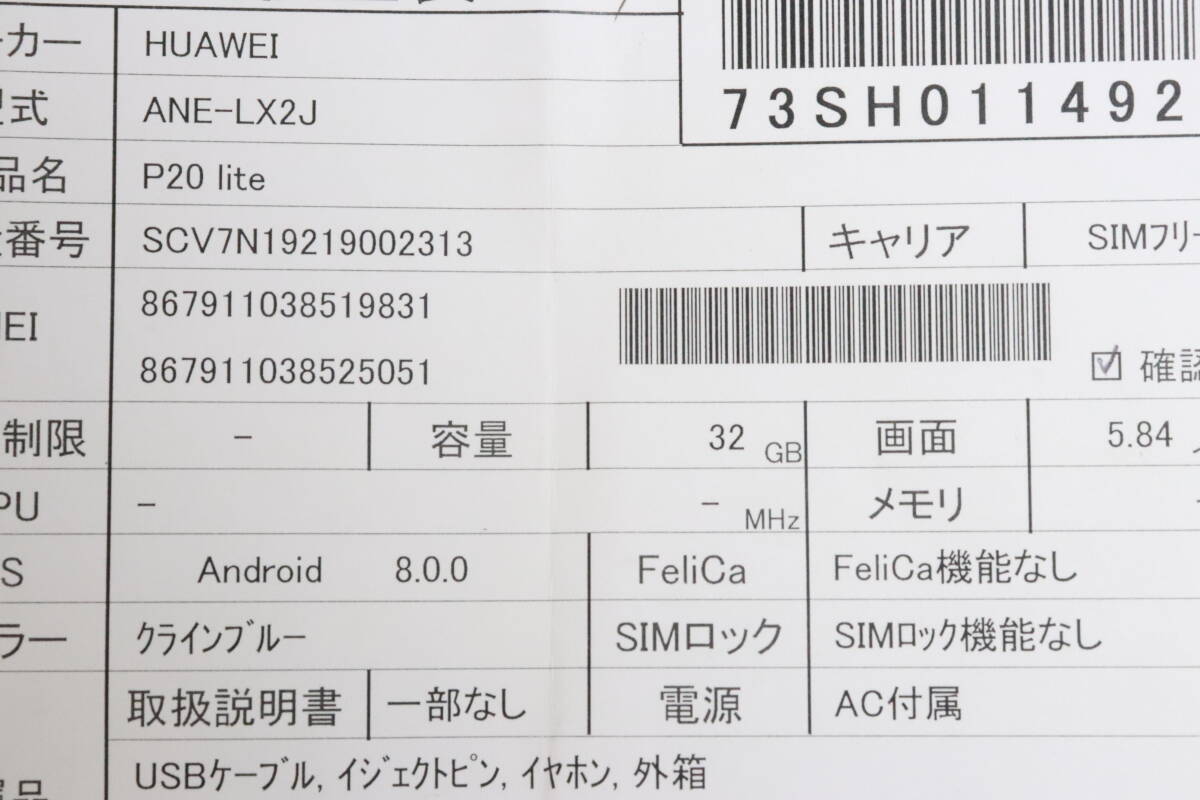 ーカー HUAWEI
73SH011492
型式 ANE-LX2J
品名 P20 lite
番号 SCV7N19219002313 キャリア SIMフリー
MEI 867911038519831
867911038525051
☑ 確認
制限 - 容量 32 GB 画面 5.84
PU - - MHz メモリ -
S Android 8.0.0 FeliCa FeliCa機能なし
ラー クラインブルー SIMロック SIMロック機能なし
取扱説明書 一部なし 電源 AC付属
USBケーブル, イジェクトピン, イヤホン, 外箱
品